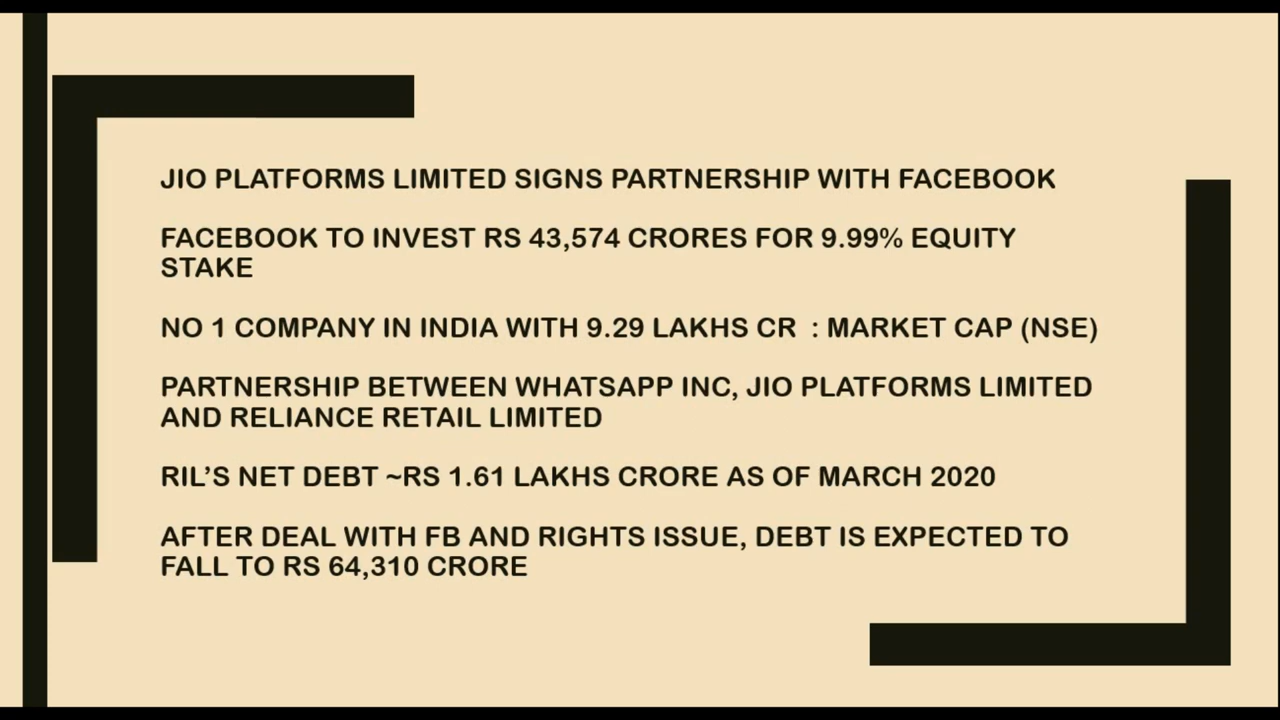 JIO PLATFORMS LIMITED SIGNS PARTNERSHIP WITH FACEBOOK
FACEBOOK TO INVEST RS 43,574 CRORES FOR 9.99% EQUITY
STAKE
NO 1 COMPANY IN INDIA WITH 9.29 LAKHS CR  : MARKET CAP (NSE)
PARTNERSHIP BETWEEN WHATSAPP INC, JIO PLATFORMS LIMITED
AND RELIANCE RETAIL LIMITED
RIL’S NET DEBT ~RS 1.61 LAKHS CRORE AS OF MARCH 2020
AFTER DEAL WITH FB AND RIGHTS ISSUE, DEBT IS EXPECTED TO
FALL TO RS 64,310 CRORE